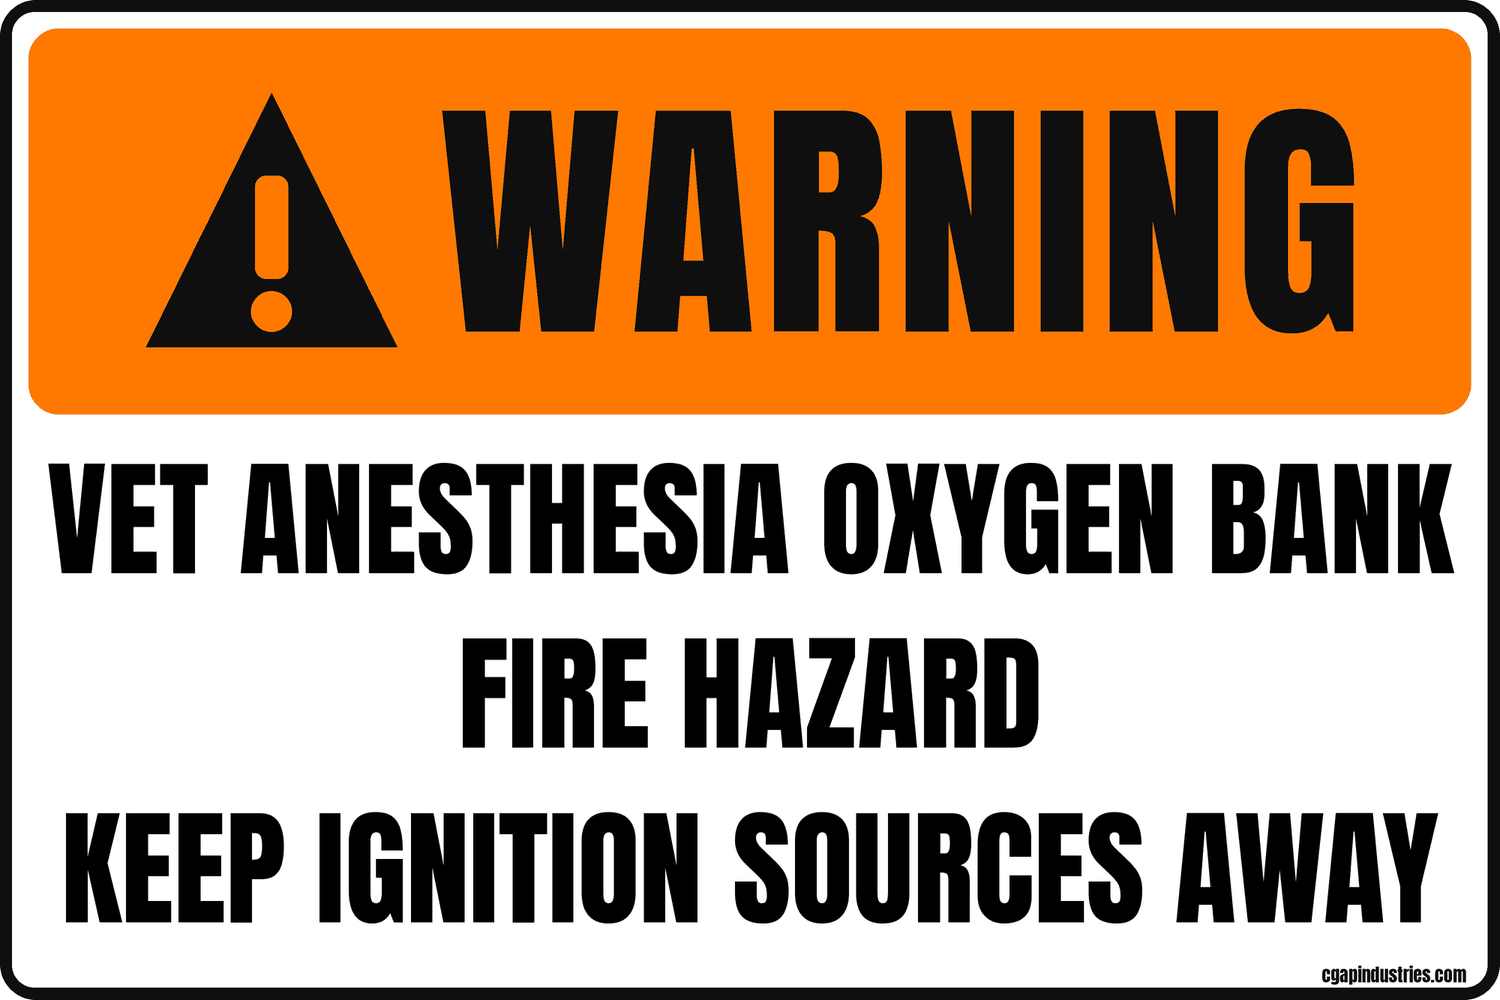 WARNING
VET ANESTHESIA OXYGEN BANK
FIRE HAZARD
KEEP IGNITION SOURCES AWAY
cgapindustries.com